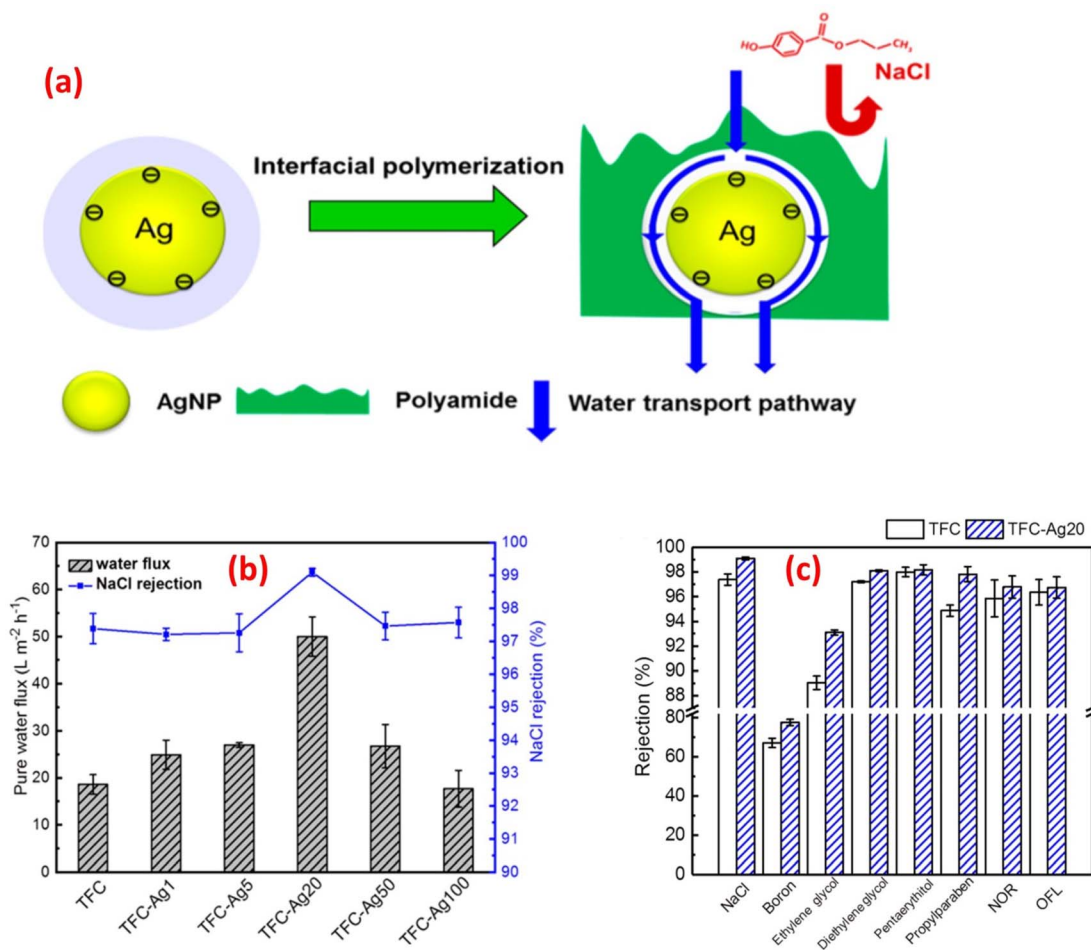 (a)
HO
O
O
CH3
NaCl
Interfacial polymerization
Ag
Ag
AgNP
Polyamide
Water transport pathway
(b)
water flux
NaCl rejection
Pure water flux (L m-2 h-1)
70
60
50
40
30
20
10
0
NaCl rejection (%)
100
99
98
97
96
95
94
93
92
91
90
TFC
TFC-Ag1
TFC-Ag5
TFC-Ag20
TFC-Ag50
TFC-Ag100
TFC
TFC-Ag20
(c)
Rejection (%)
100
98
96
94
92
90
88
80
60
40
20
0
NaCl
Boron
Ethylene glycol
Diethylene glycol
Pentaerythitol
Propylparaben
NOR
OFL